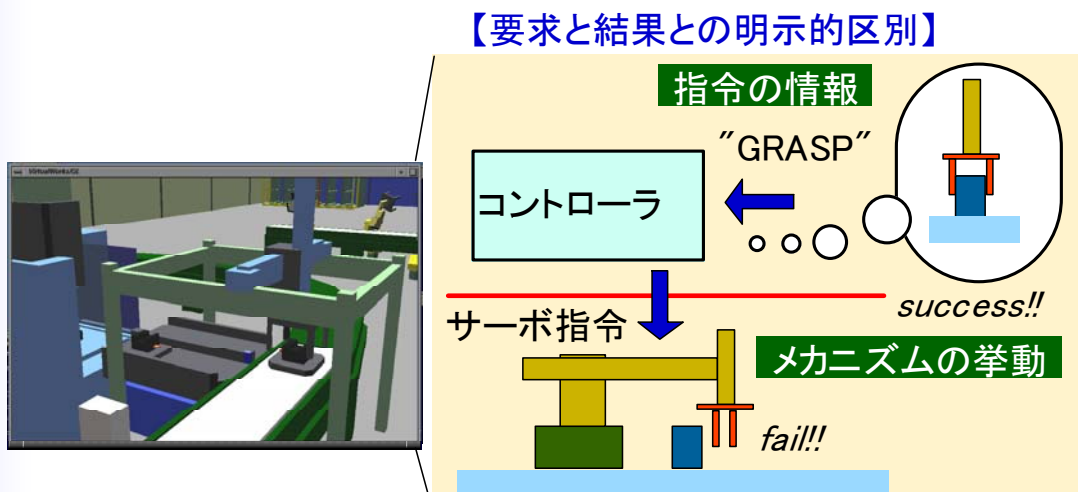 【要求と結果との明示的区別】
指令の情報
"GRASP"
コントローラ
success!!
サーボ指令
メカニズムの挙動
fail!!